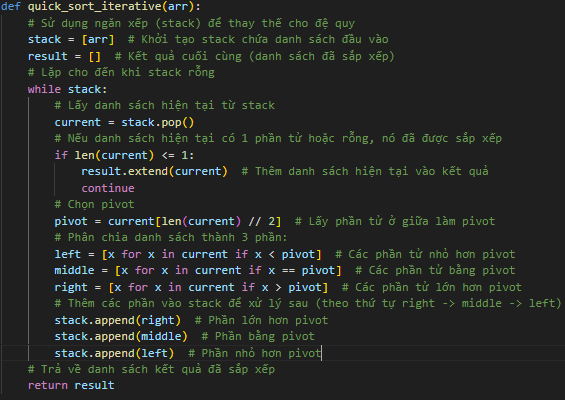 def quick_sort_iterative(arr):
    # Sử dụng ngăn xếp (stack) để thay thế cho đệ quy
    stack = [arr]  # Khởi tạo stack chứa danh sách đầu vào
    result = []  # Kết quả cuối cùng (danh sách đã sắp xếp)
    # Lặp cho đến khi stack rỗng
    while stack:
        # Lấy danh sách hiện tại từ stack
        current = stack.pop()
        # Nếu danh sách hiện tại có 1 phần tử hoặc rỗng, nó đã được sắp xếp
        if len(current) <= 1:
            result.extend(current)  # Thêm danh sách hiện tại vào kết quả
            continue
        # Chọn pivot
        pivot = current[len(current) // 2]  # Lấy phần tử ở giữa làm pivot
        # Phân chia danh sách thành 3 phần:
        left = [x for x in current if x < pivot]  # Các phần tử nhỏ hơn pivot
        middle = [x for x in current if x == pivot]  # Các phần tử bằng pivot
        right = [x for x in current if x > pivot]  # Các phần tử lớn hơn pivot
        # Thêm các phần vào stack để xử lý sau (theo thứ tự right -> middle -> left)
        stack.append(right)  # Phần lớn hơn pivot
        stack.append(middle)  # Phần bằng pivot
        stack.append(left)  # Phần nhỏ hơn pivot
    # Trả về danh sách kết quả đã sắp xếp
    return result